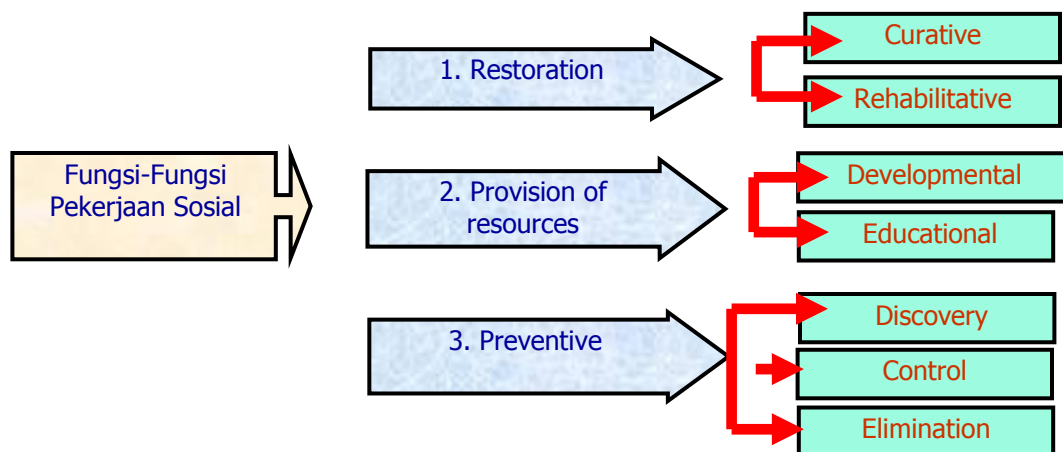 Fungsi-Fungsi
Pekerjaan Sosial
1. Restoration
Curative
Rehabilitative
2. Provision of
resources
Developmental
Educational
3. Preventive
Discovery
Control
Elimination